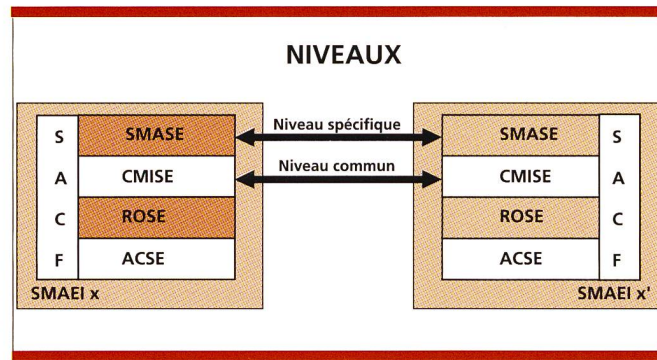 NIVEAUX
Niveau spécifique
Niveau commun
S SMASE
A CMISE
C ROSE
F ACSE
SMAEI x
SMASE S
CMISE A
ROSE C
ACSE F
SMAEI x'